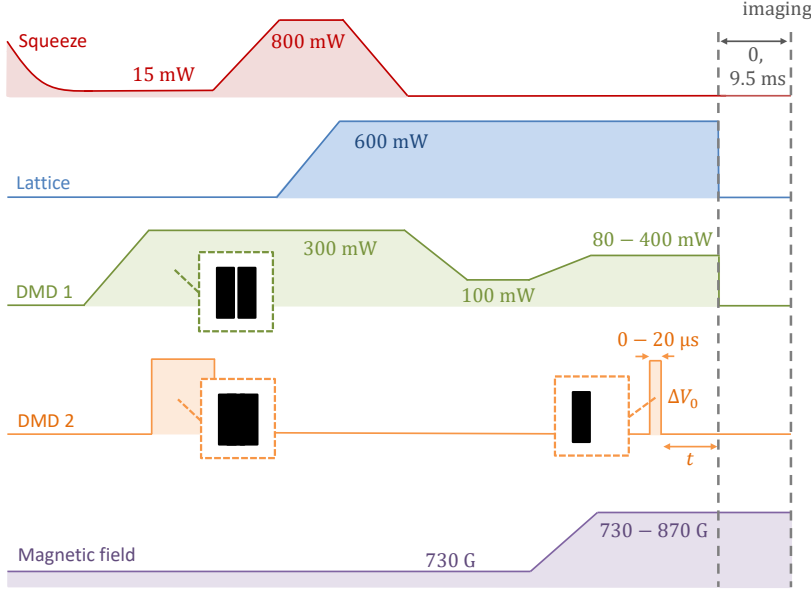 imaging
Squeeze
800 mW
15 mW
0,
9.5 ms
600 mW
Lattice
300 mW
80 − 400 mW
DMD 1
100 mW
0 − 20 μs
DMD 2
ΔV₀
t
730 − 870 G
Magnetic field
730 G